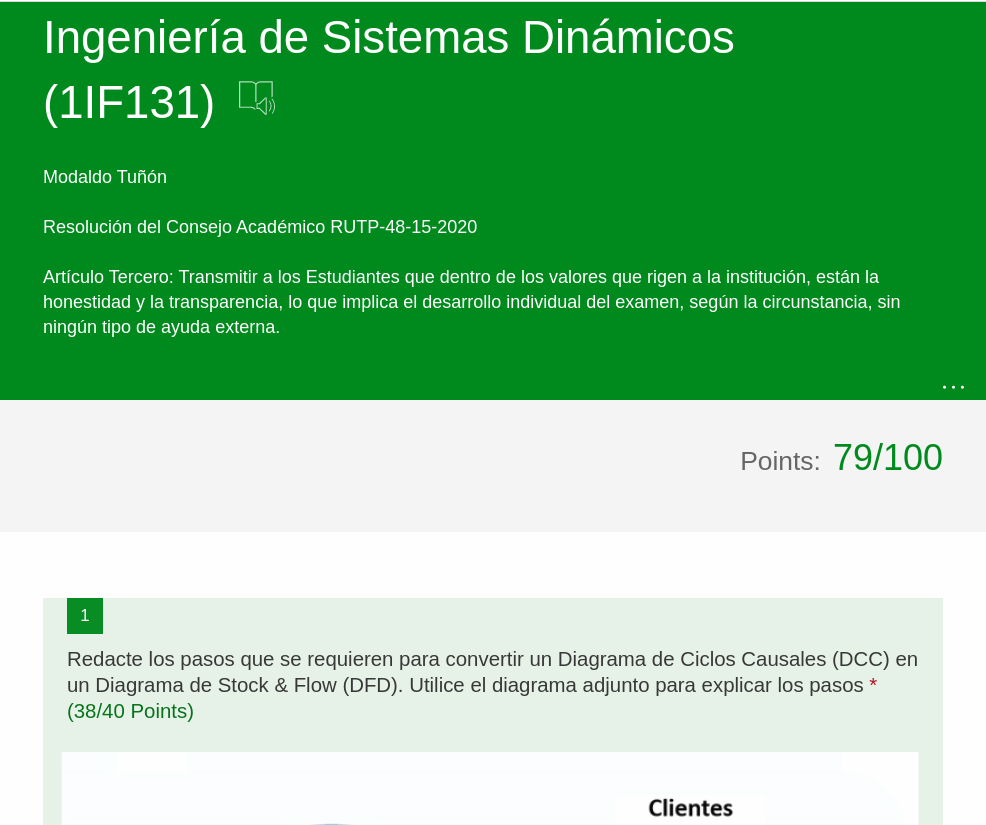 Ingeniería de Sistemas Dinámicos
(1IF131)
Modaldo Tuñón
Resolución del Consejo Académico RUTP-48-15-2020
Artículo Tercero: Transmitir a los Estudiantes que dentro de los valores que rigen a la institución, están la
honestidad y la transparencia, lo que implica el desarrollo individual del examen, según la circunstancia, sin
ningún tipo de ayuda externa.
...
Points: 79/100
1
Redacte los pasos que se requieren para convertir un Diagrama de Ciclos Causales (DCC) en
un Diagrama de Stock & Flow (DFD). Utilice el diagrama adjunto para explicar los pasos *
(38/40 Points)
Clientes